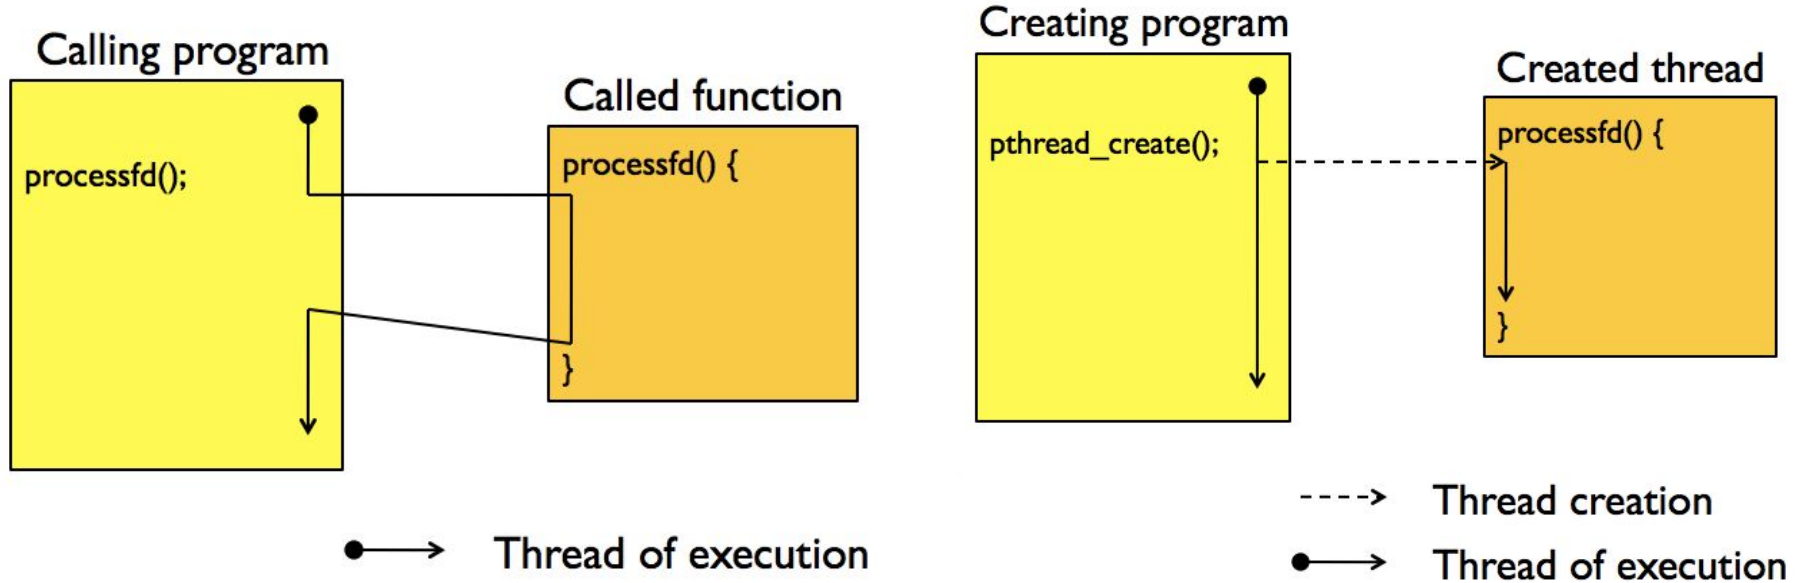 Calling program
processfd();
Called function
processfd() {
}
Thread of execution
Creating program
pthread_create();
Created thread
processfd() {
}
Thread creation
Thread of execution